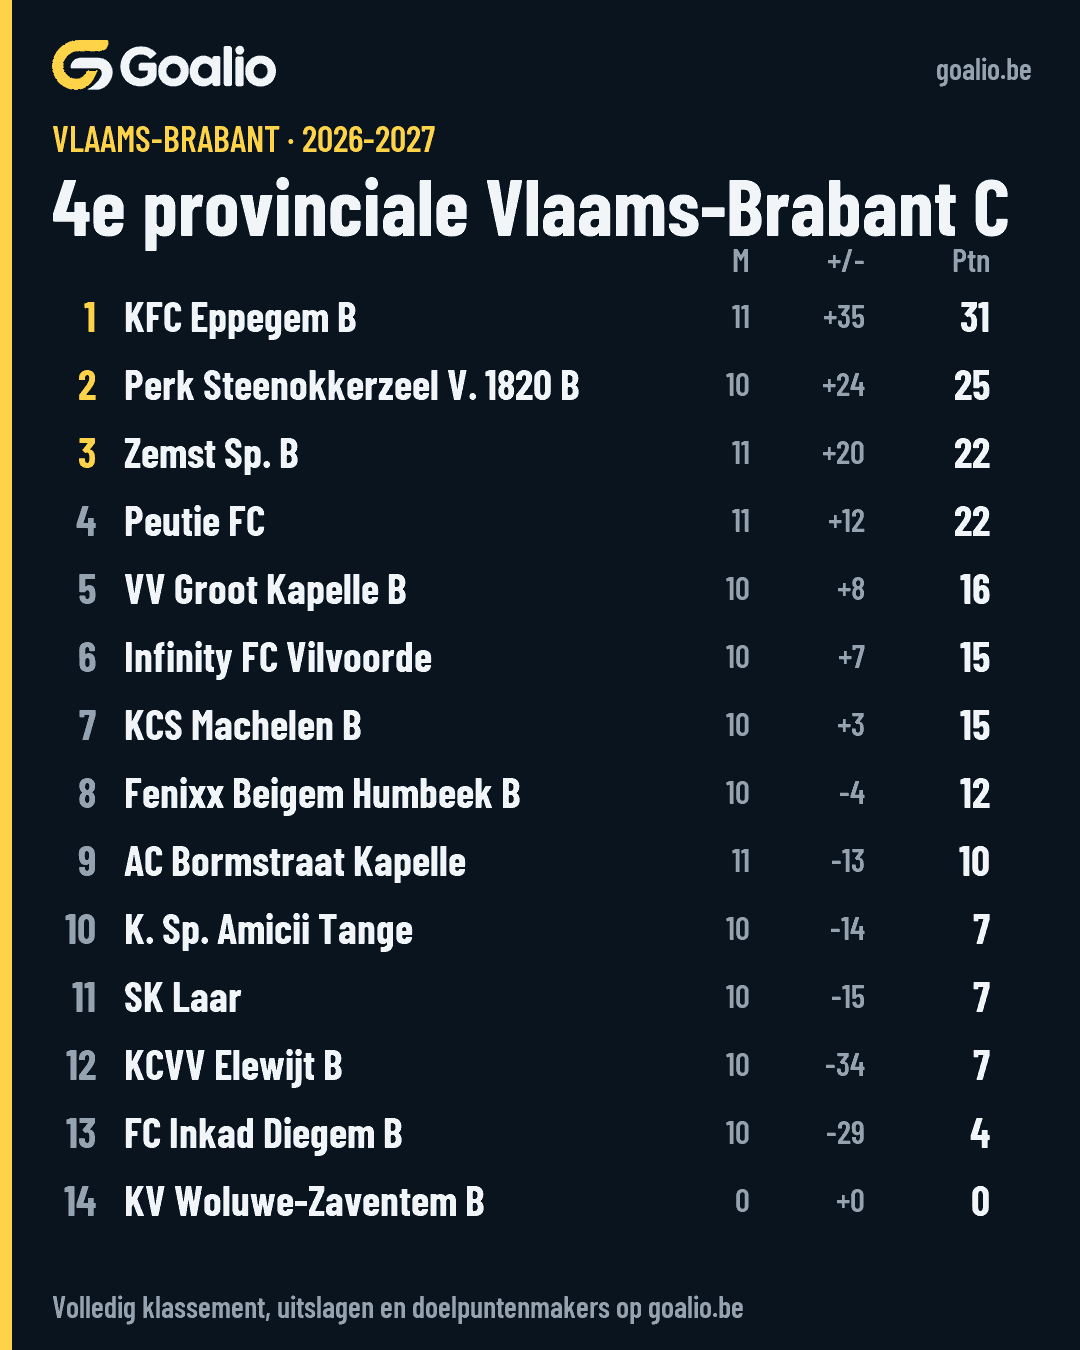 Goalio
goalio.be
VLAAMS-BRABANT · 2026-2027
4e provinciale Vlaams-Brabant C
M +/- Ptn
1 KFC Eppegem B 11 +35 31
2 Perk Steenokkerzeel V. 1820 B 10 +24 25
3 Zemst Sp. B 11 +20 22
4 Peutie FC 11 +12 22
5 VV Groot Kapelle B 10 +8 16
6 Infinity FC Vilvoorde 10 +7 15
7 KCS Machelen B 10 +3 15
8 Fenixx Beigem Humbeek B 10 -4 12
9 AC Bormstraat Kapelle 11 -13 10
10 K. Sp. Amicii Tange 10 -14 7
11 SK Laar 10 -15 7
12 KCVV Elewijt B 10 -34 7
13 FC Inkad Diegem B 10 -29 4
14 KV Woluwe-Zaventem B 0 +0 0
Volledig klassement, uitslagen en doelpuntenmakers op goalio.be